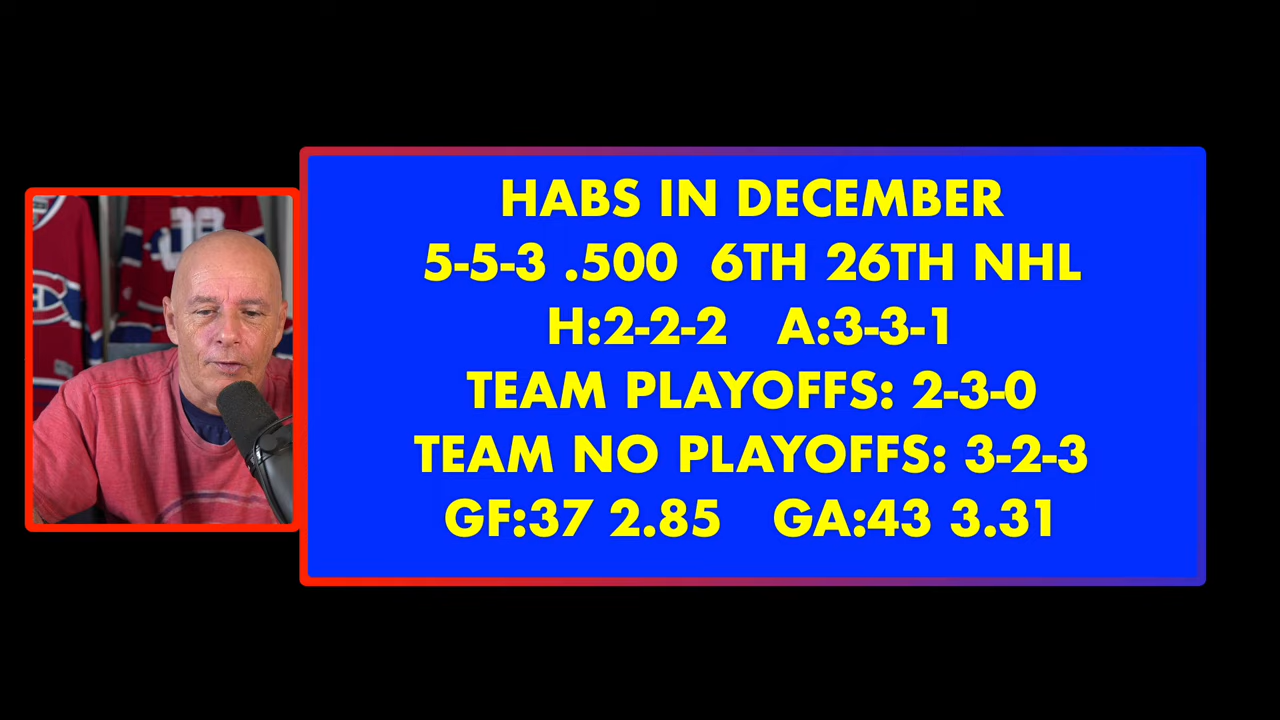 HABS IN DECEMBER
5-5-3 .500 6TH 26TH NHL
H:2-2-2 A:3-3-1
TEAM PLAYOFFS: 2-3-0
TEAM NO PLAYOFFS: 3-2-3
GF:37 2.85 GA:43 3.31